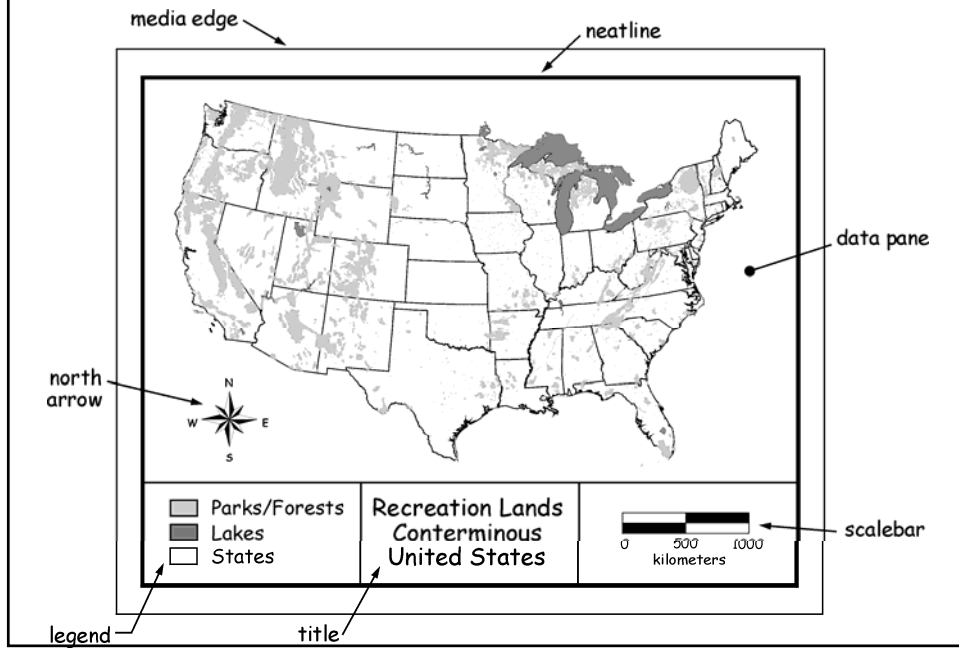 media edge
neatline
data pane
north
arrow
N
W E
S
Parks/Forests
Lakes
States
Recreation Lands
Conterminous
United States
0 500 1000
kilometers
scalebar
legend
title